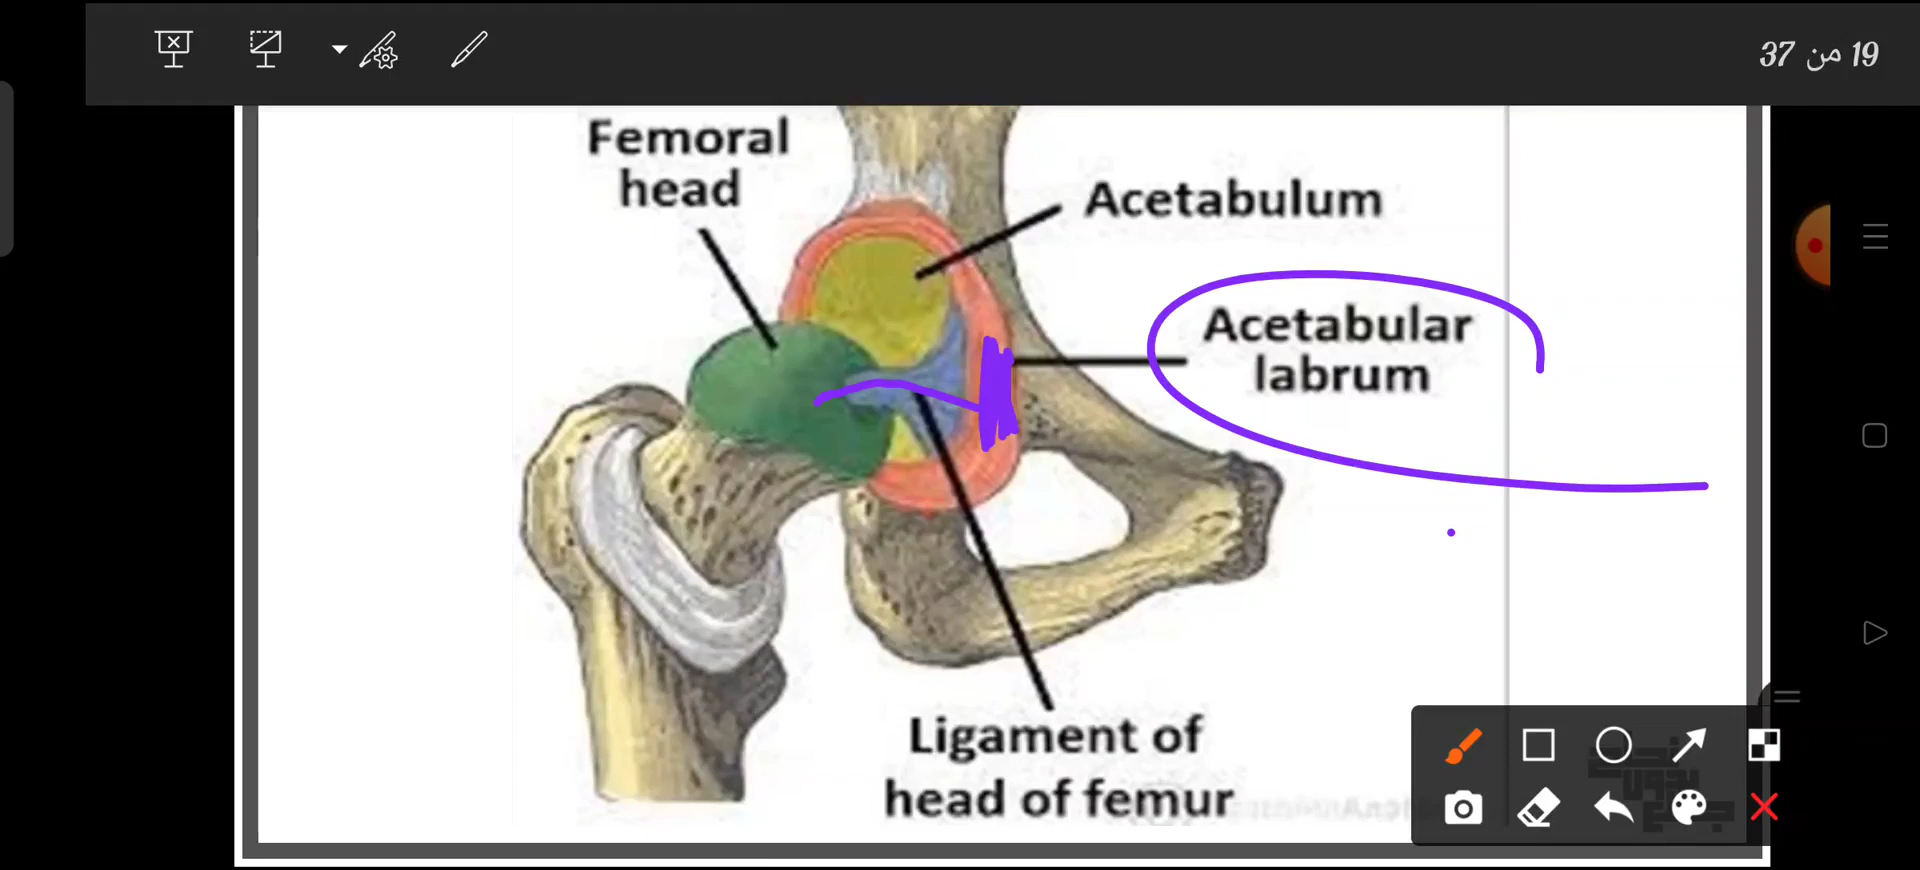 19 من 37
Femoral
head
Acetabulum
Acetabular
labrum
Ligament of
head of femur